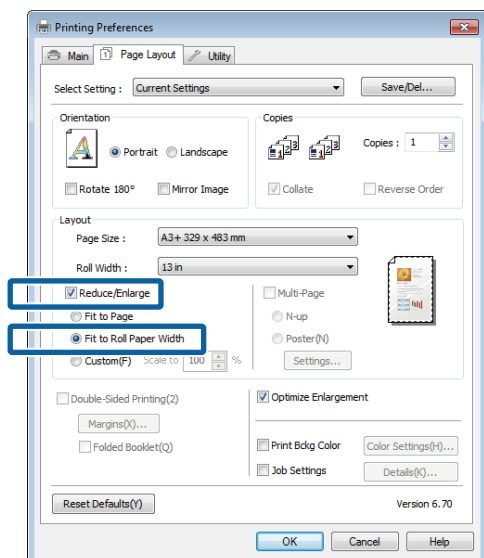 Printing Preferences
Main Page Layout Utility
Select Setting : Current Settings Save/Del...
Orientation
Portrait Landscape
Rotate 180° Mirror Image
Copies
Copies : 1
Collate Reverse Order
Layout
Page Size : A3+ 329 x 483 mm
Roll Width : 13 in
Reduce/Enlarge
Fit to Page
Fit to Roll Paper Width
Custom(F) Scale to 100 %
Multi-Page
N-up
Poster(N)
Settings...
Double-Sided Printing(2)
Margins(X)...
Folded Booklet(Q)
Optimize Enlargement
Print Bckg Color Color Settings(H)...
Job Settings Details(K)...
Reset Defaults(Y) Version 6.70
OK Cancel Help